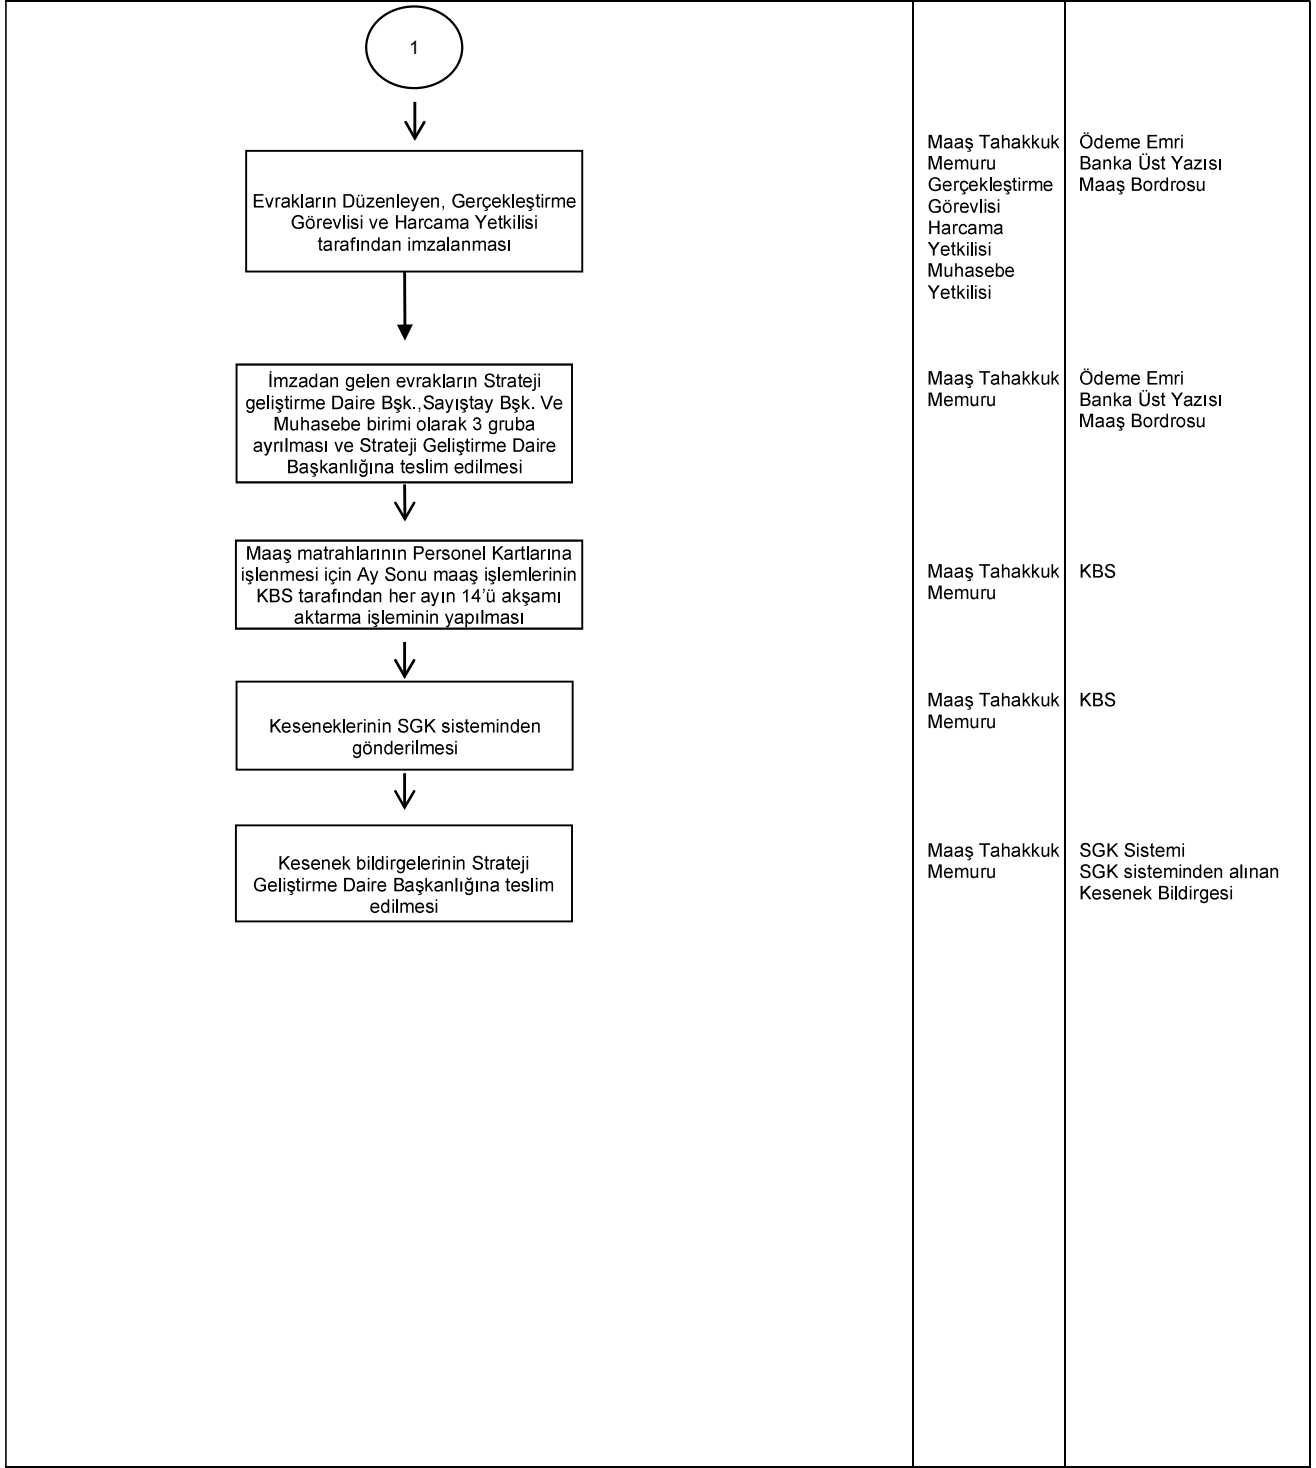 1
Evrakların Düzenleyen, Gerçekleştirme
Görevlisi ve Harcama Yetkilisi
tarafından imzalanması
Maaş Tahakkuk
Memuru
Gerçekleştirme
Görevlisi
Harcama
Yetkilisi
Muhasebe
Yetkilisi
Ödeme Emri
Banka Üst Yazısı
Maaş Bordrosu
İmzadan gelen evrakların Strateji
geliştirme Daire Bşk.,Sayıştay Bşk. Ve
Muhasebe birimi olarak 3 gruba
ayrılması ve Strateji Geliştirme Daire
Başkanlığına teslim edilmesi
Maaş Tahakkuk
Memuru
Ödeme Emri
Banka Üst Yazısı
Maaş Bordrosu
Maaş matrahlarının Personel Kartlarına
işlenmesi için Ay Sonu maaş işlemlerinin
KBS tarafından her ayın 14’ü akşamı
aktarma işleminin yapılması
Maaş Tahakkuk
Memuru
KBS
Keseneklerinin SGK sisteminden
gönderilmesi
Maaş Tahakkuk
Memuru
KBS
Kesenek bildirgelerinin Strateji
Geliştirme Daire Başkanlığına teslim
edilmesi
Maaş Tahakkuk
Memuru
SGK Sistemi
SGK sisteminden alınan
Kesenek Bildirgesi